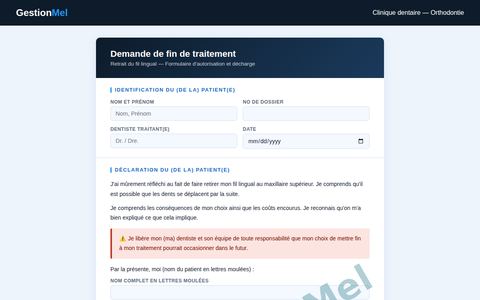 GestionMel
Clinique dentaire — Orthodontie
Demande de fin de traitement
Retrait du fil lingual — Formulaire d'autorisation et décharge
IDENTIFICATION DU (DE LA) PATIENT(E)
NOM ET PRÉNOM
NO DE DOSSIER
Nom, Prénom
DENTISTE TRAITANT(E)
DATE
Dr. / Dre
mm/dd/yyyy
DÉCLARATION DU (DE LA) PATIENT(E)
J'ai mûrement réfléchi au fait de faire retirer mon fil lingual au maxillaire supérieur. Je comprends qu'il
est possible que les dents se déplacent par la suite.
Je comprends les conséquences de mon choix ainsi que les coûts encourus. Je reconnais qu'on m'a
bien expliqué ce que cela implique.
⚠️ Je libère mon (ma) dentiste et son équipe de toute responsabilité que mon choix de mettre fin
à mon traitement pourrait occasionner dans le futur.
Par la présente, moi (nom du patient en lettres moulées) :
NOM COMPLET EN LETTRES MOULÉES
Mel